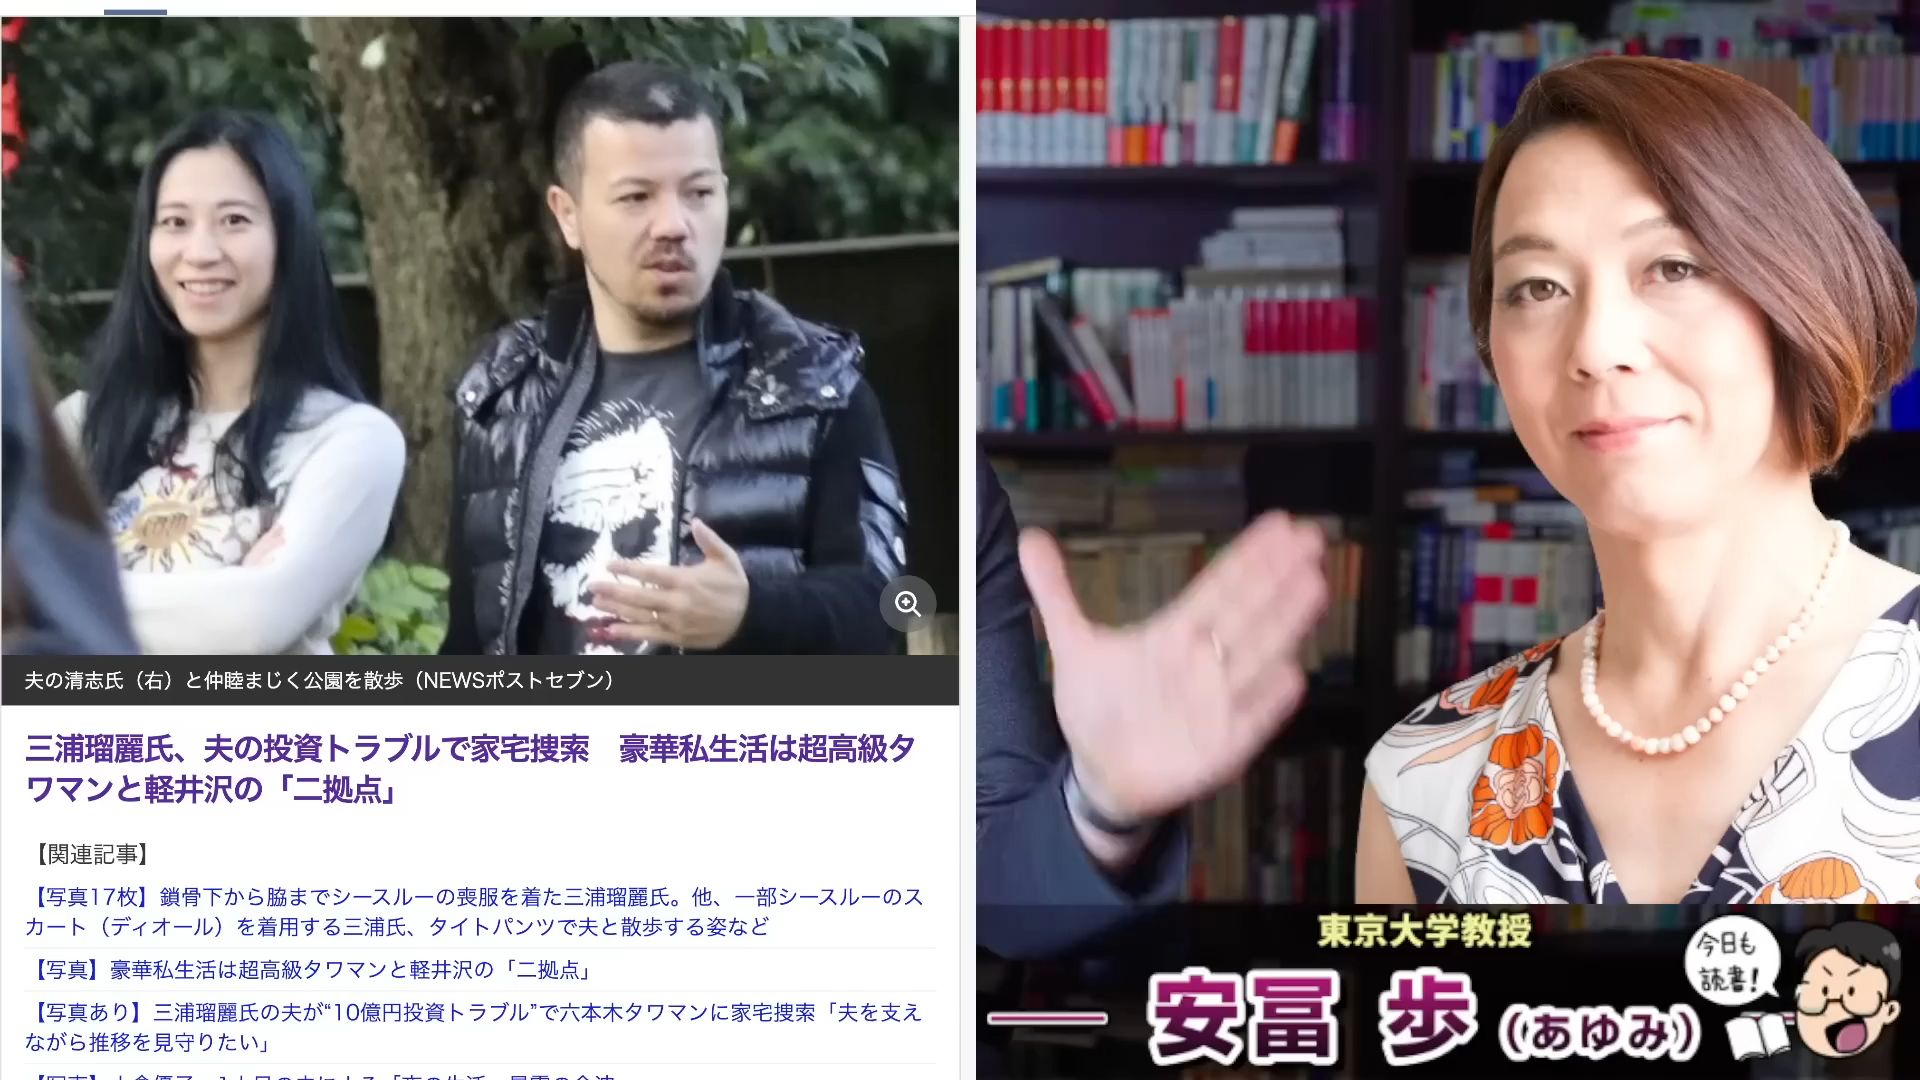 夫の清志氏（右）と仲睦まじく公園を散歩（NEWSポストセブン）
三浦瑠麗氏、夫の投資トラブルで家宅捜索　豪華私生活は超高級タ
ワマンと軽井沢の「二拠点」
【関連記事】
【写真17枚】鎖骨下から脇までシースルーの喪服を着た三浦瑠麗氏。他、一部シースルーのス
カート（ディオール）を着用する三浦氏、タイトパンツで夫と散歩する姿など
【写真】豪華私生活は超高級タワマンと軽井沢の「二拠点」
【写真あり】三浦瑠麗氏の夫が“10億円投資トラブル”で六本木タワマンに家宅捜索「夫を支え
ながら推移を見守りたい」
東京大学教授
安冨 歩（あゆみ）
今日も
読書！